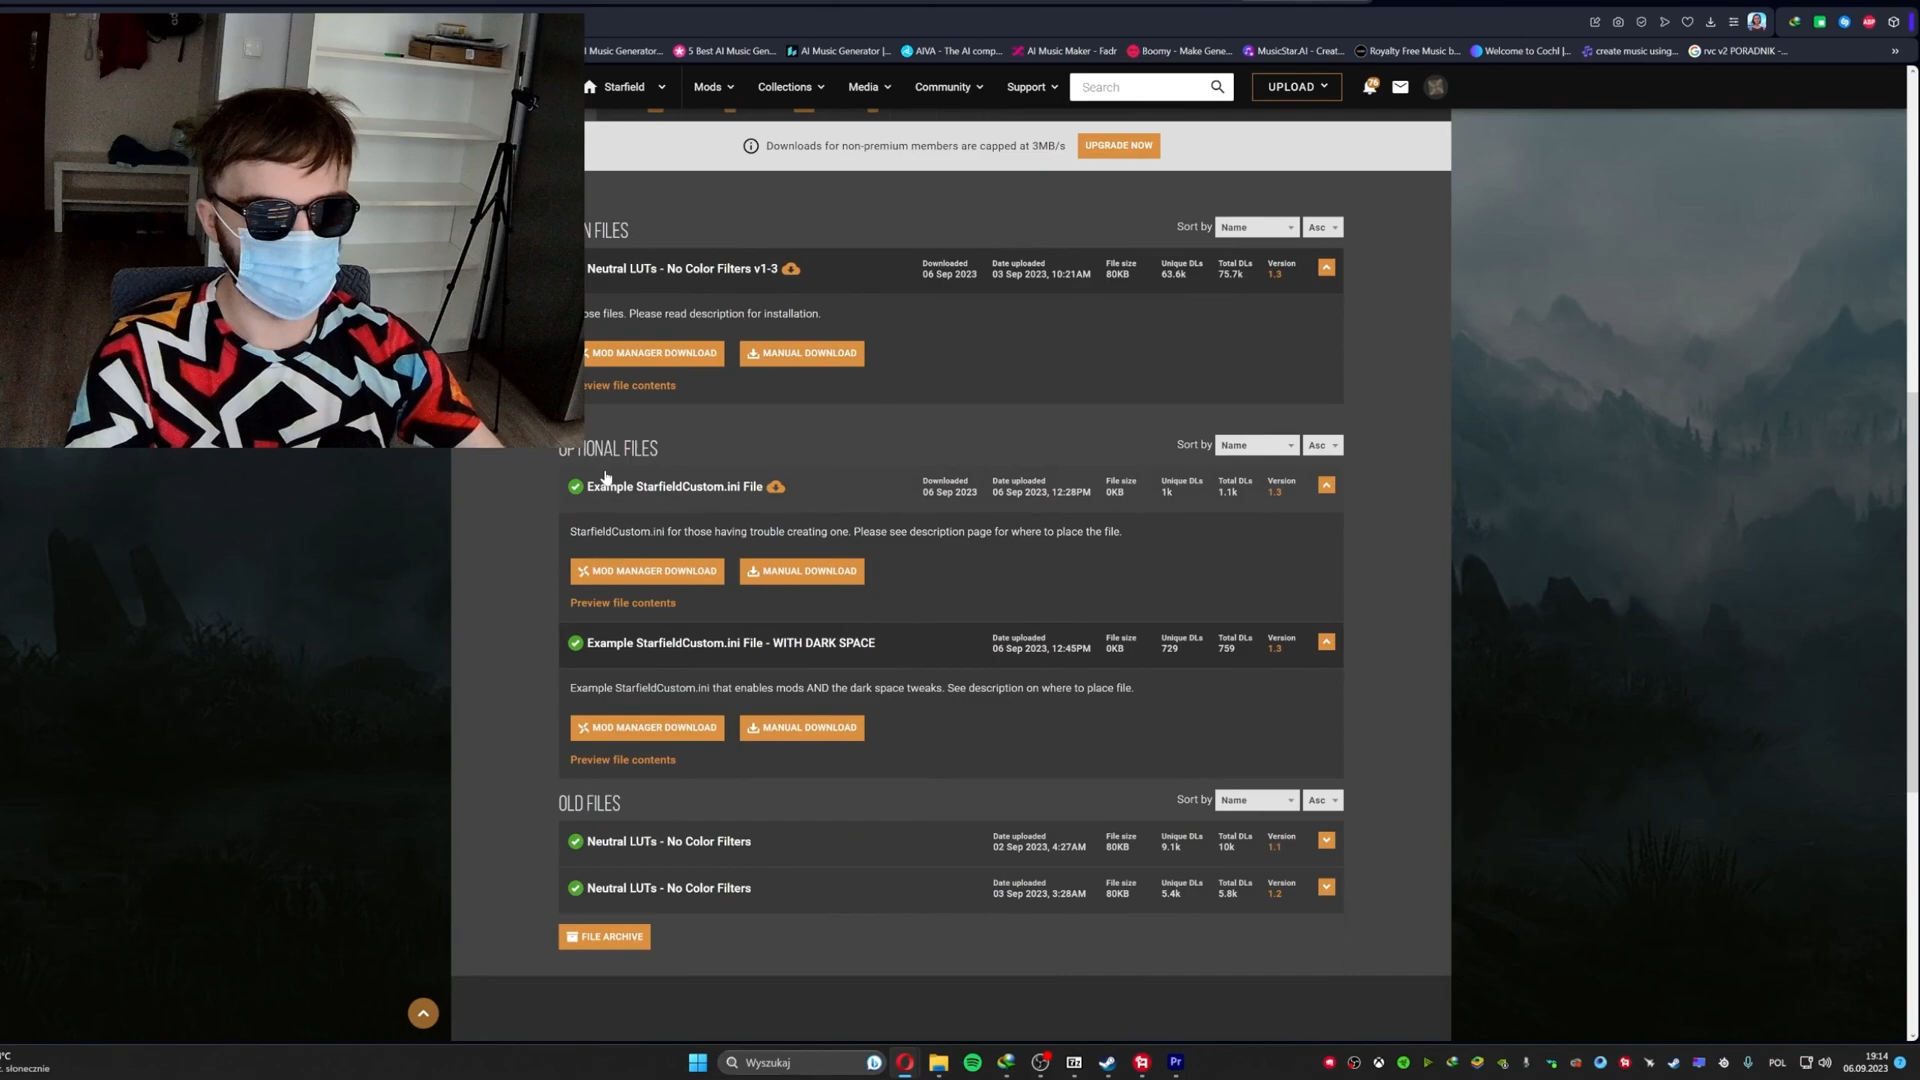 I Music Generator...
5 Best AI Music Gen...
AI Music Generator |...
AIVA - The AI comp...
AI Music Maker - Fadr
Boomy - Make Gene...
MusicStar.AI - Creat...
Royalty Free Music b...
Welcome to Cochl |...
create music using...
rvc v2 PORADNIK -...
Starfield
Mods
Collections
Media
Community
Support
Search
UPLOAD
76
Downloads for non-premium members are capped at 3MB/s
UPGRADE NOW
N FILES
Sort by Name Asc
Neutral LUTs - No Color Filters v1-3
Downloaded
06 Sep 2023
Date uploaded
03 Sep 2023, 10:21AM
File size
80KB
Unique DLs
63.6k
Total DLs
75.7k
Version
1.3
ose files. Please read description for installation.
MOD MANAGER DOWNLOAD
MANUAL DOWNLOAD
eview file contents
OPTIONAL FILES
Sort by Name Asc
Example StarfieldCustom.ini File
Downloaded
06 Sep 2023
Date uploaded
06 Sep 2023, 12:28PM
File size
0KB
Unique DLs
1k
Total DLs
1.1k
Version
1.3
StarfieldCustom.ini for those having trouble creating one. Please see description page for where to place the file.
MOD MANAGER DOWNLOAD
MANUAL DOWNLOAD
Preview file contents
Example StarfieldCustom.ini File - WITH DARK SPACE
Date uploaded
06 Sep 2023, 12:45PM
File size
0KB
Unique DLs
729
Total DLs
759
Version
1.3
Example StarfieldCustom.ini that enables mods AND the dark space tweaks. See description on where to place file.
MOD MANAGER DOWNLOAD
MANUAL DOWNLOAD
Preview file contents
OLD FILES
Sort by Name Asc
Neutral LUTs - No Color Filters
Date uploaded
02 Sep 2023, 4:27AM
File size
80KB
Unique DLs
9.1k
Total DLs
10k
Version
1.1
Neutral LUTs - No Color Filters
Date uploaded
03 Sep 2023, 3:28AM
File size
80KB
Unique DLs
5.4k
Total DLs
5.8k
Version
1.2
FILE ARCHIVE
°C
słonecznie
Wyszukaj
7z
Pr
POL
19:14
06.09.2023